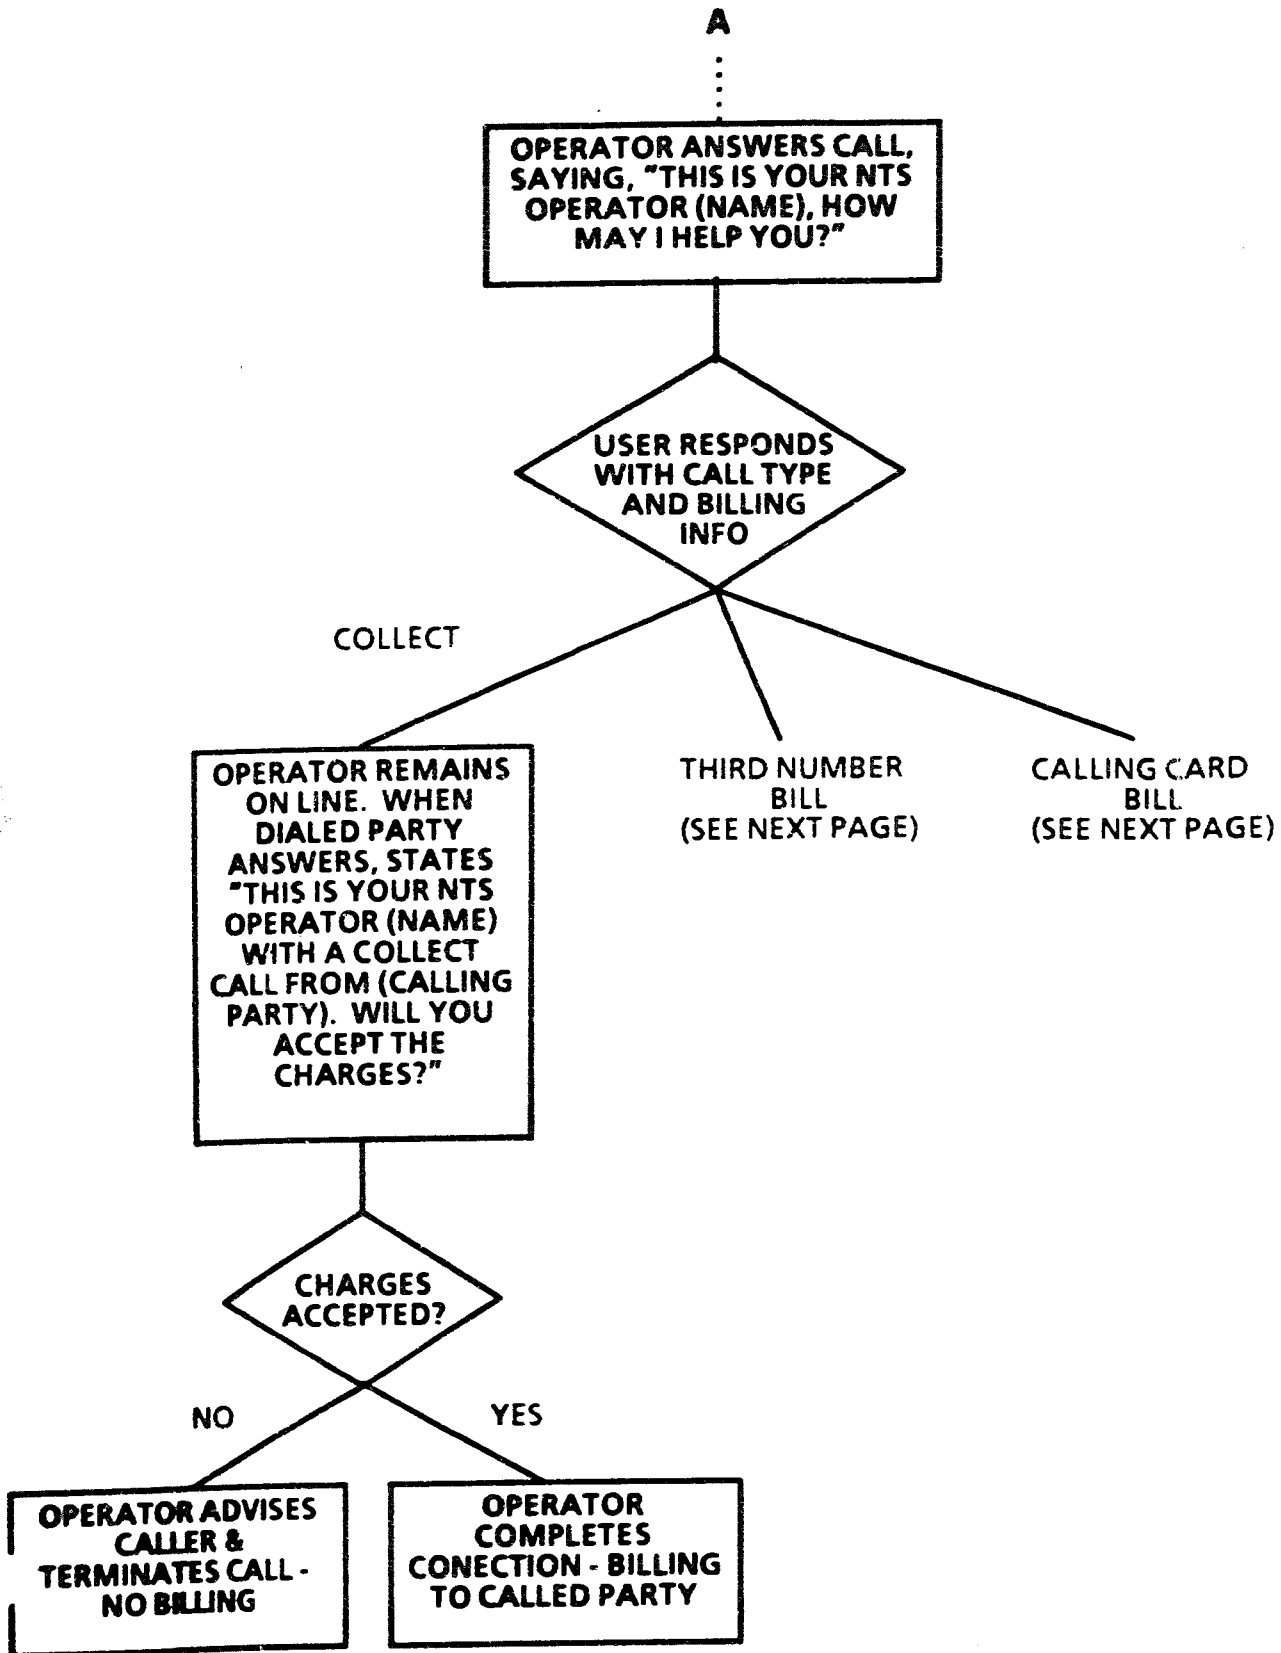 A
OPERATOR ANSWERS CALL,
SAYING, "THIS IS YOUR NTS
OPERATOR (NAME), HOW
MAY I HELP YOU?"
USER RESPONDS
WITH CALL TYPE
AND BILLING
INFO
COLLECT
OPERATOR REMAINS
ON LINE. WHEN
DIALED PARTY
ANSWERS, STATES
"THIS IS YOUR NTS
OPERATOR (NAME)
WITH A COLLECT
CALL FROM (CALLING
PARTY). WILL YOU
ACCEPT THE
CHARGES?"
THIRD NUMBER
BILL
(SEE NEXT PAGE)
CALLING CARD
BILL
(SEE NEXT PAGE)
CHARGES
ACCEPTED?
NO
YES
OPERATOR ADVISES
CALLER &
TERMINATES CALL -
NO BILLING
OPERATOR
COMPLETES
CONECTION - BILLING
TO CALLED PARTY